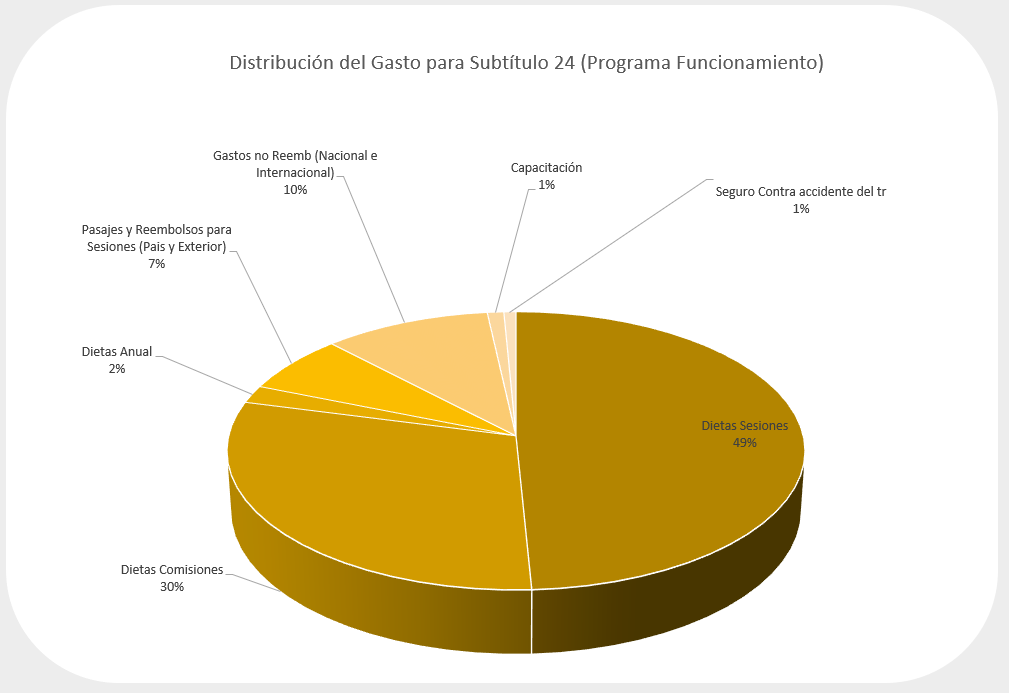 Distribución del Gasto para Subtítulo 24 (Programa Funcionamiento)
Gastos no Reemb (Nacional e
Internacional)
10%
Capacitación
1%
Seguro Contra accidente del tr
1%
Pasajes y Reembolsos para
Sesiones (Pais y Exterior)
7%
Dietas Anual
2%
Dietas Sesiones
49%
Dietas Comisiones
30%